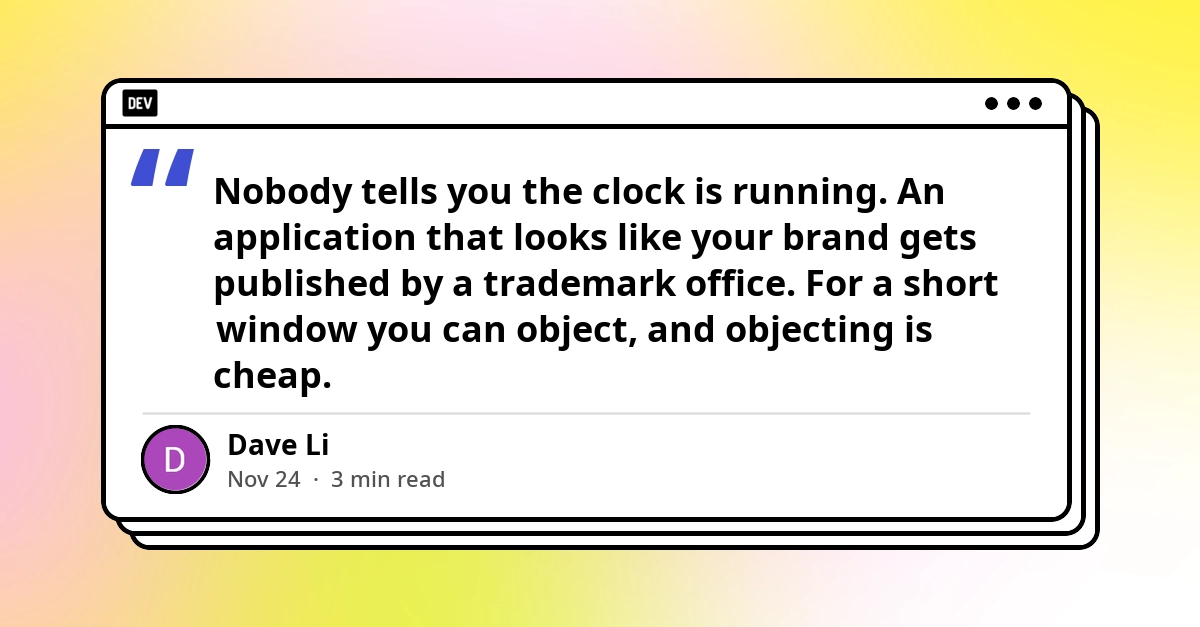 DEV
“
Nobody tells you the clock is running. An
application that looks like your brand gets
published by a trademark office. For a short
window you can object, and objecting is
cheap.
D
Dave Li
Nov 24 · 3 min read